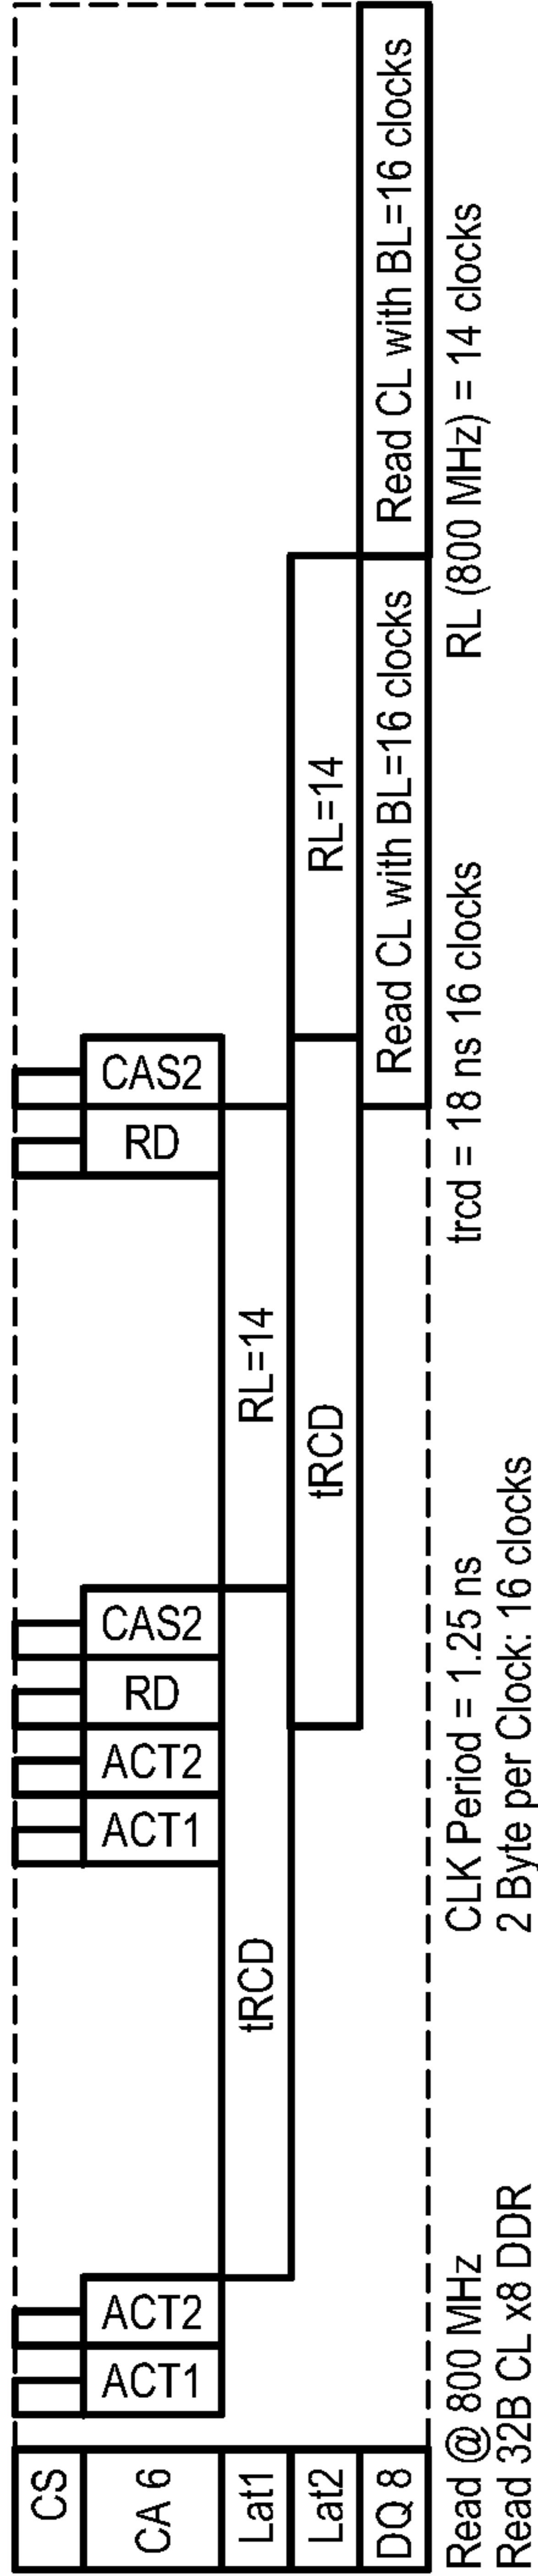 CS
CA 6
ACT1
ACT2
ACT1
ACT2
RD
CAS2
RD
CAS2
Lat1
tRCD
RL=14
Lat2
tRCD
RL=14
DQ 8
Read CL with BL=16 clocks
Read CL with BL=16 clocks
Read @ 800 MHz
CLK Period = 1.25 ns
trcd = 18 ns 16 clocks
RL (800 MHz) = 14 clocks
Read 32B CL x8 DDR
2 Byte per Clock: 16 clocks